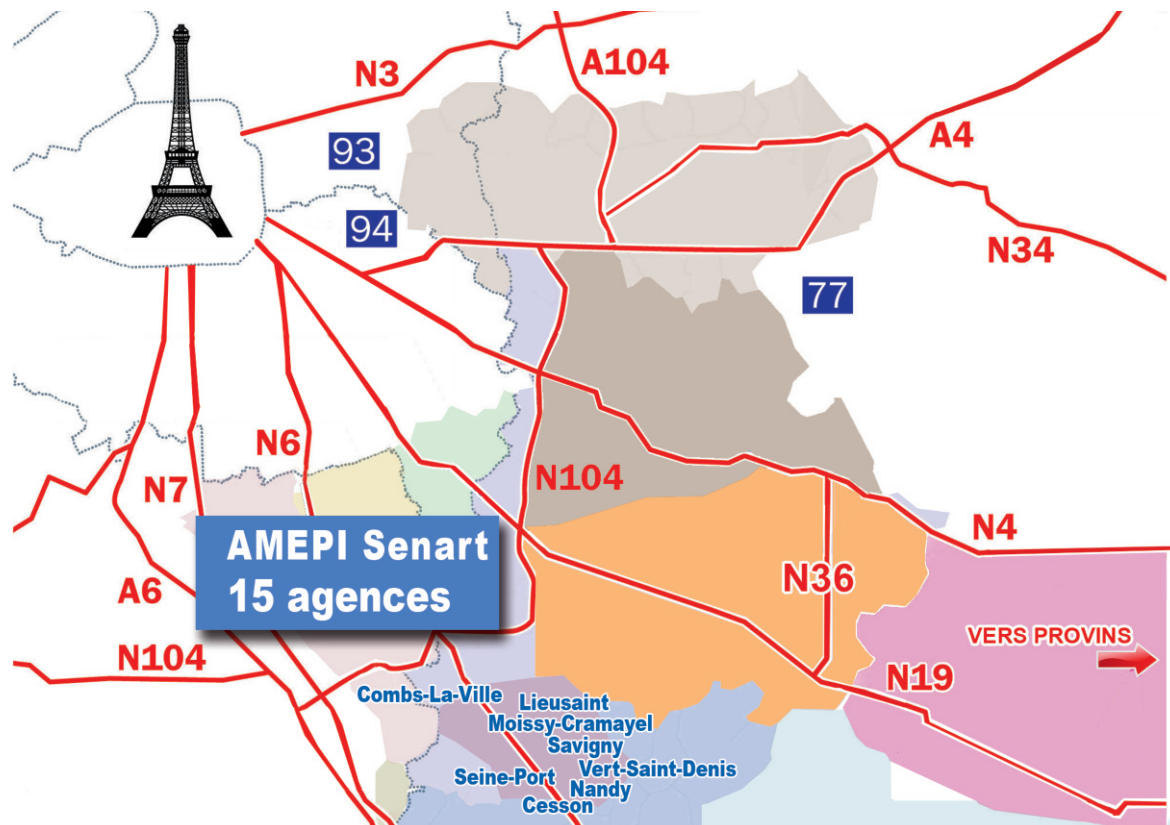 N3
A104
A4
93
94
N34
77
N6
N7
N104
N4
AMEPI Senart
15 agences
N36
A6
VERS PROVINS
N104
N19
Combs-La-Ville
Lieusaint
Moissy-Cramayel
Savigny
Vert-Saint-Denis
Seine-Port
Nandy
Cesson